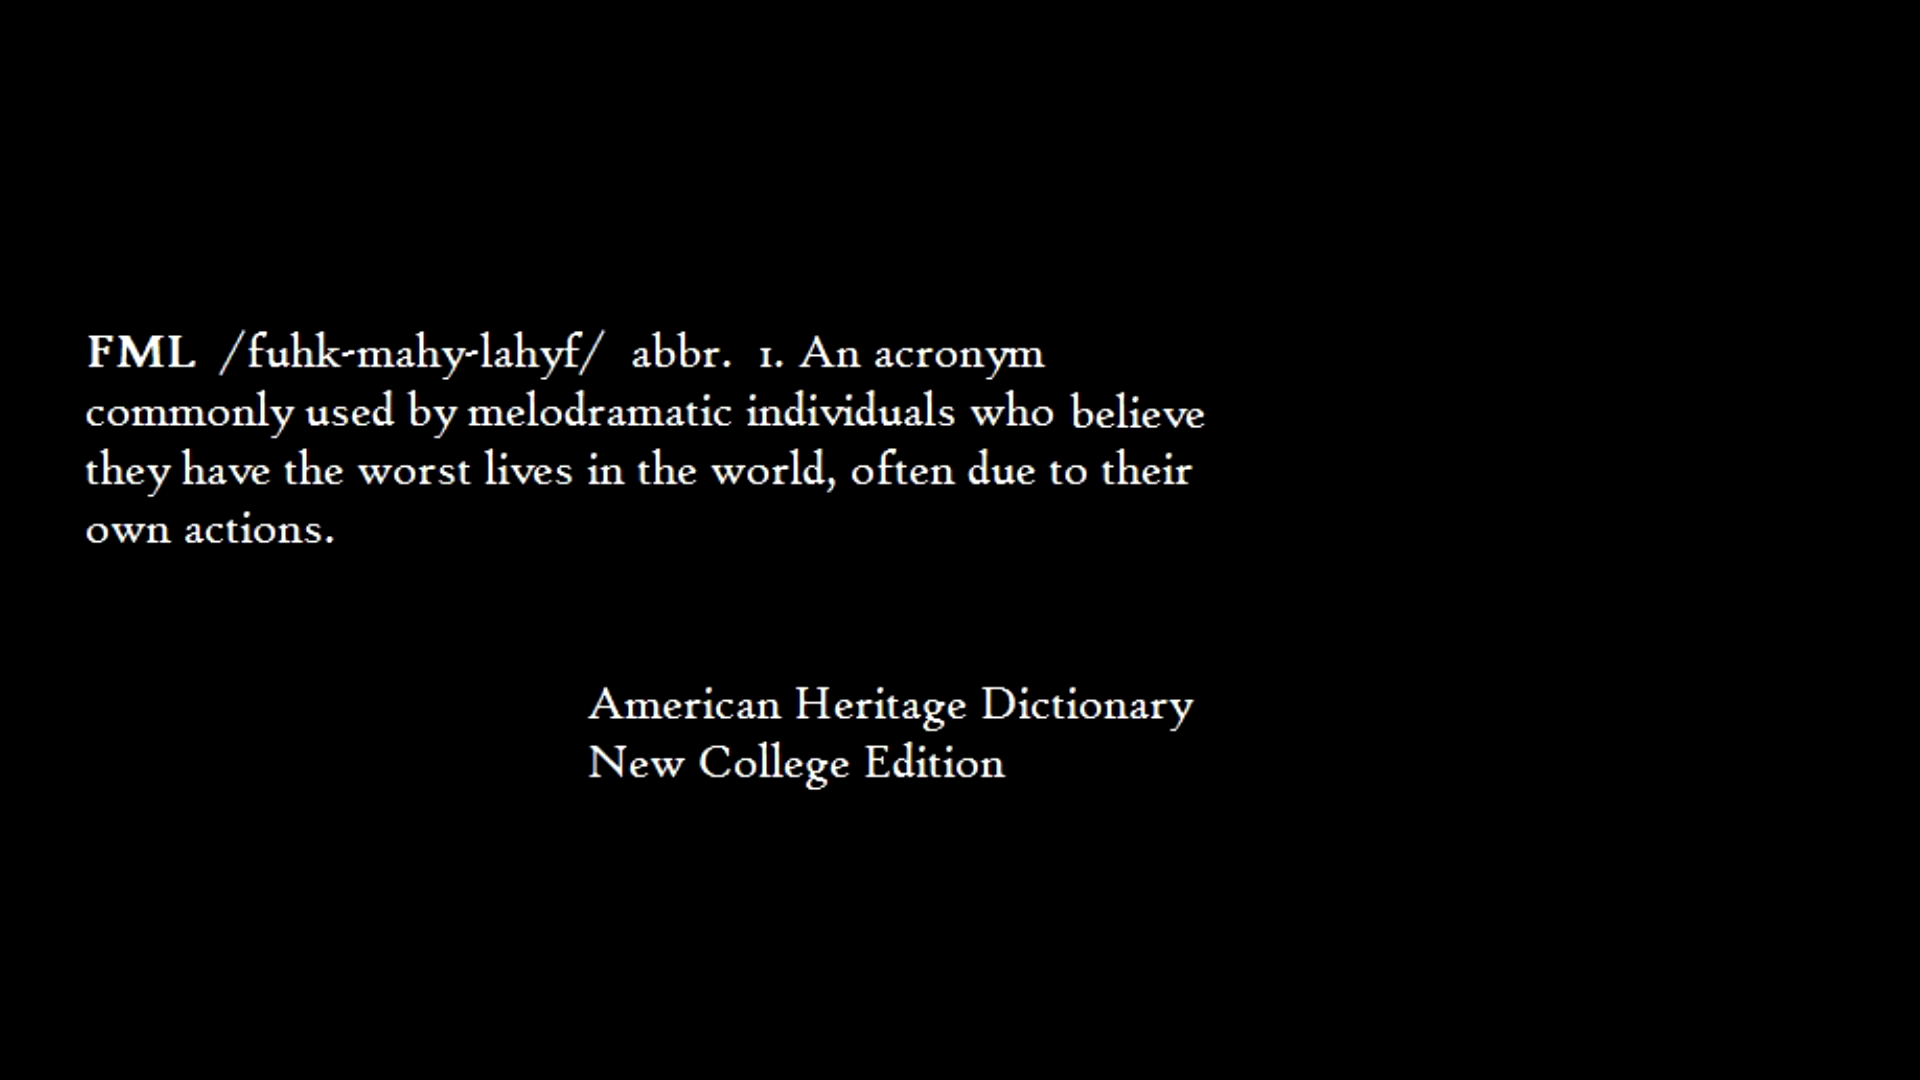 FML /fuhk-mahy-lahyf/ abbr. 1. An acronym
commonly used by melodramatic individuals who believe
they have the worst lives in the world, often due to their
own actions.
American Heritage Dictionary
New College Edition